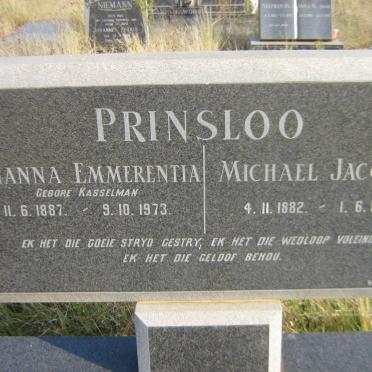 NIEMANN
PRINSLOO
ANNA EMMERENTIA
GEBORE KASSELMAN
11.6.1887. - 9.10.1973.
MICHAEL JACO
4.11.1882. - 1.6.1
EK HET DIE GOEIE STRYD GESTRY, EK HET DIE WEDLOOP VOLEIN
EK HET DIE GELOOF BEHOU.